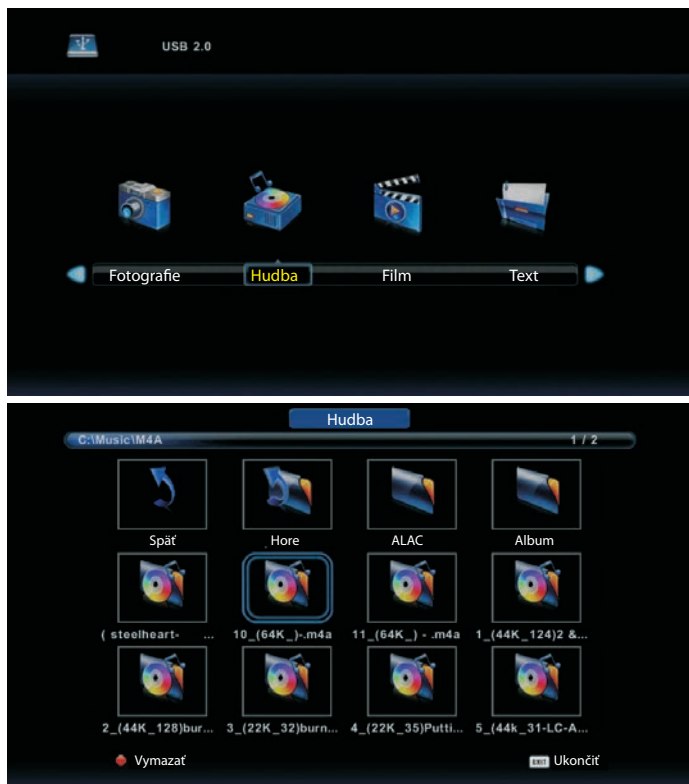 USB 2.0
Fotografie Hudba Film Text
Hudba
C:\Music\M4A 1 / 2
Späť Hore ALAC Album
( steelheart- ... 10_(64K_)-.m4a 11_(64K_) - .m4a 1_(44K_124)2 &...
2_(44K_128)bur... 3_(22K_32)burn... 4_(22K_35)Putti... 5_(44k_31-LC-A...
Vymazať EXIT Ukončiť